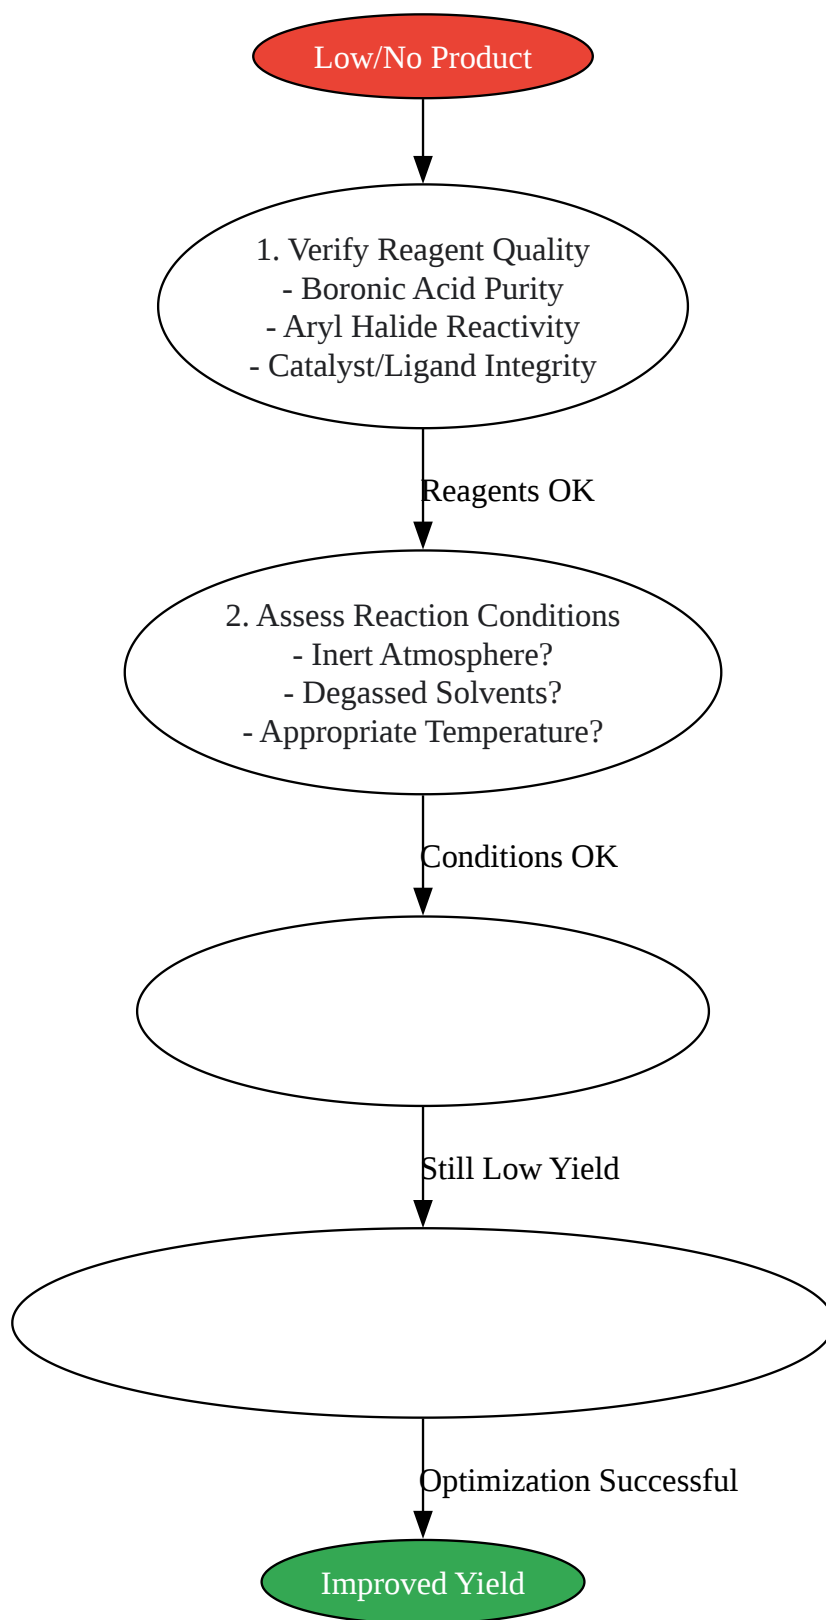 Low/No Product
1. Verify Reagent Quality
- Boronic Acid Purity
- Aryl Halide Reactivity
- Catalyst/Ligand Integrity
Reagents OK
2. Assess Reaction Conditions
- Inert Atmosphere?
- Degassed Solvents?
- Appropriate Temperature?
Conditions OK
Still Low Yield
Optimization Successful
Improved Yield